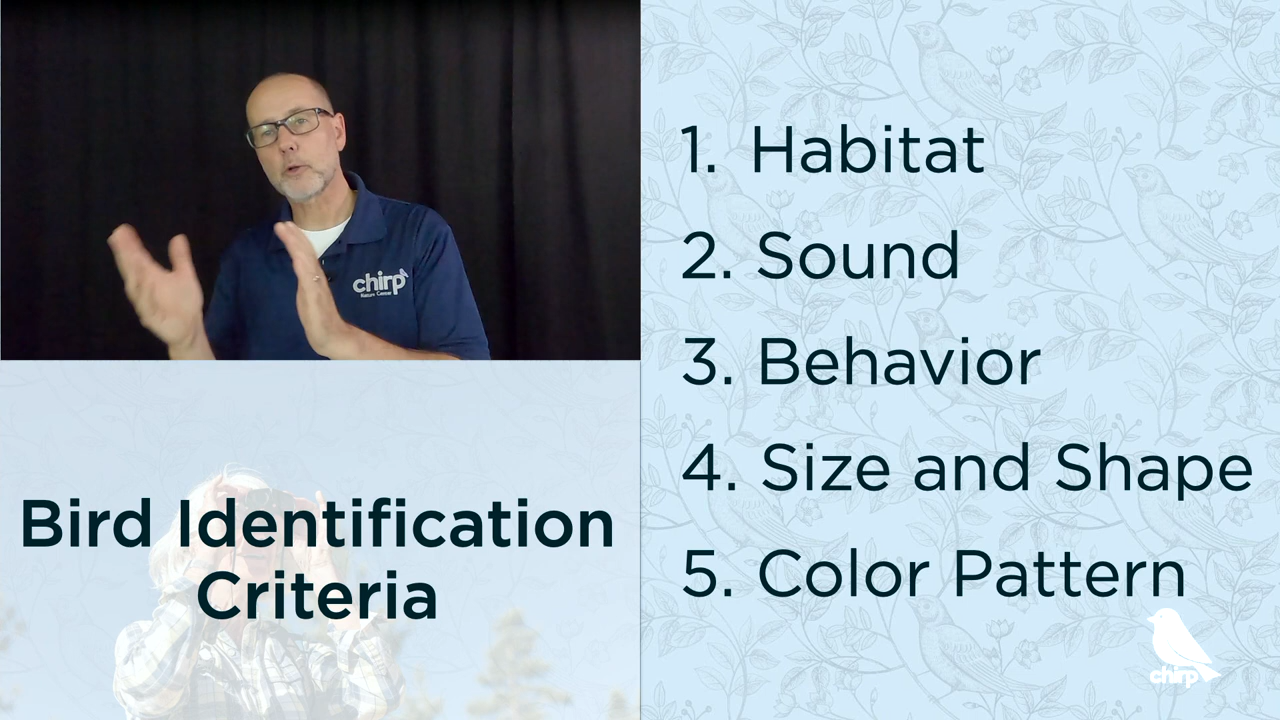 chirp
Nature Center
Bird Identification
Criteria
1. Habitat
2. Sound
3. Behavior
4. Size and Shape
5. Color Pattern
chirp